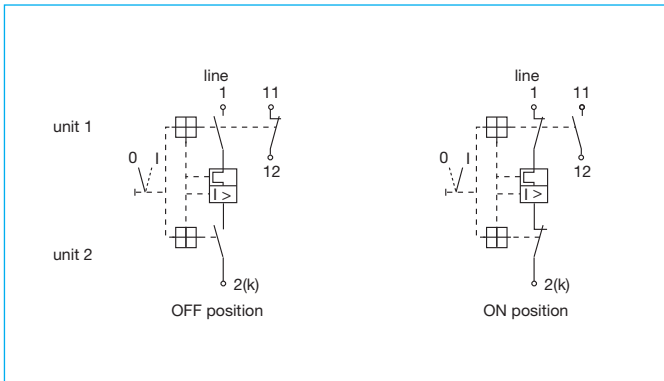 line line
1 11 1 11
unit 1
12 12
0 I 0 I
I > I >
unit 2
2(k) 2(k)
OFF position ON position